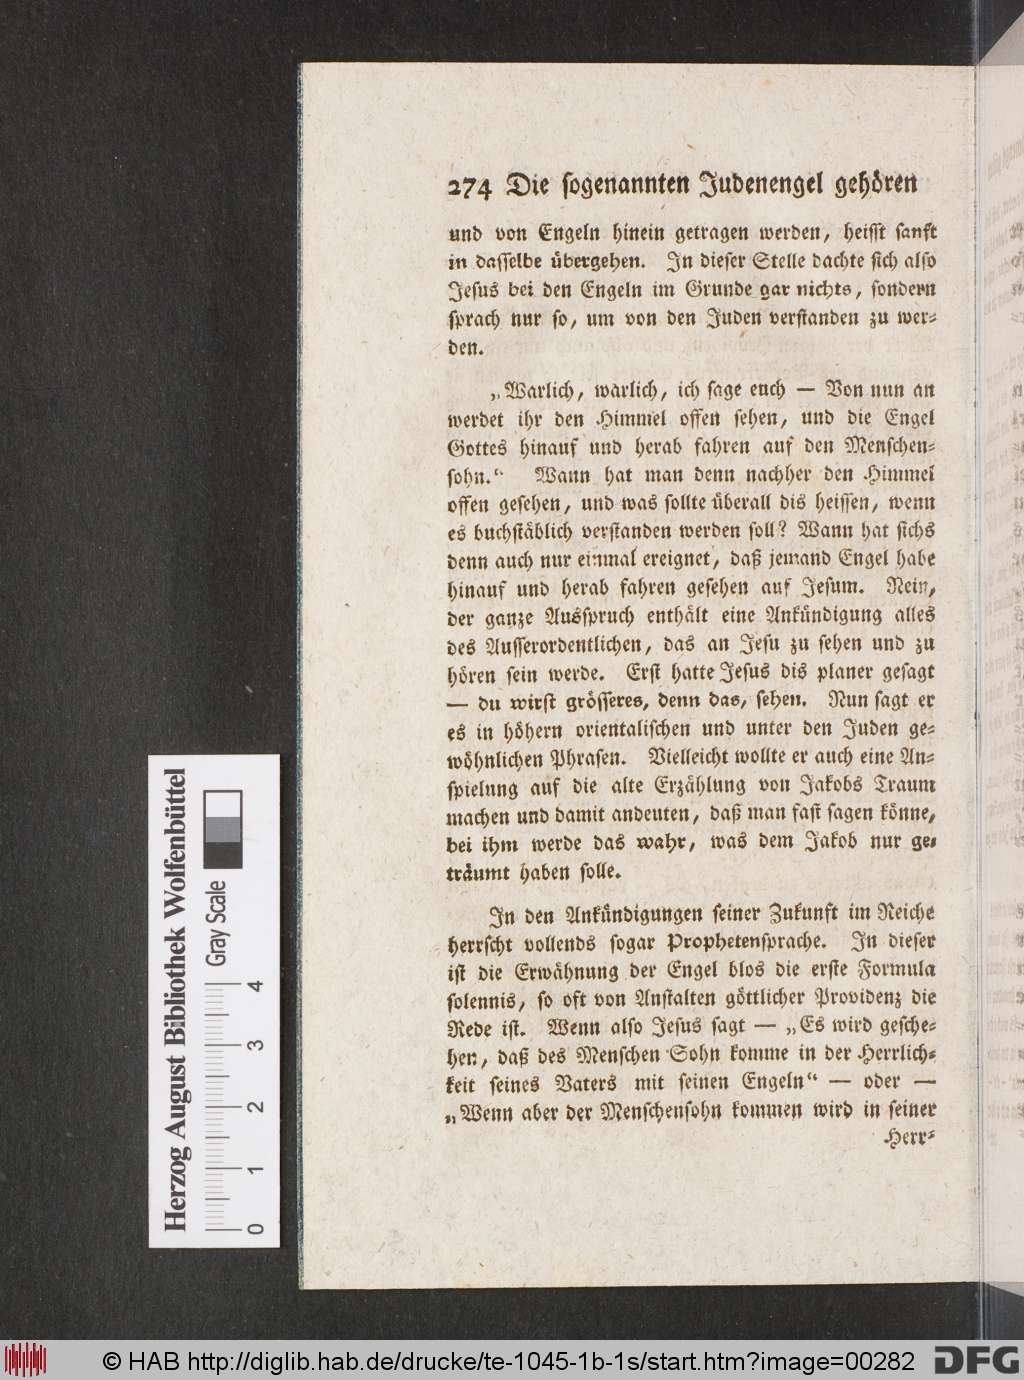 274 Die sogenannten Judenengel gehören
und von Engeln hinein getragen werden, heisst sanft
in dasselbe übergehen. In dieser Stelle dachte sich also
Jesus bei den Engeln im Grunde gar nichts, sondern
sprach nur so, um von den Juden verstanden zu wer-
den.
„Warlich, warlich, ich sage euch — Von nun an
werdet ihr den Himmel offen sehen, und die Engel
Gottes hinauf und herab fahren auf den Menschen-
sohn.“ Wann hat man denn nachher den Himmel
offen gesehen, und was sollte überall dis heissen, wenn
es buchstäblich verstanden werden soll? Wann hat sichs
denn auch nur einmal ereignet, daß jemand Engel habe
hinauf und herab fahren gesehen auf Jesum. Nein,
der ganze Ausspruch enthält eine Ankündigung alles
des Ausserordentlichen, das an Jesu zu sehen und zu
hören sein werde. Erst hatte Jesus dis planer gesagt
— du wirst grösseres, denn das, sehen. Nun sagt er
es in höhern orientalischen und unter den Juden ge-
wöhnlichen Phrasen. Vielleicht wollte er auch eine An-
spielung auf die alte Erzählung von Jakobs Traum
machen und damit andeuten, daß man fast sagen könne,
bei ihm werde das wahr, was dem Jakob nur ge-
träumt haben solle.
In den Ankündigungen seiner Zukunft im Reiche
herrscht vollends sogar Prophetensprache. In dieser
ist die Erwähnung der Engel blos die erste Formula
solennis, so oft von Anstalten göttlicher Providenz die
Rede ist. Wenn also Jesus sagt — „Es wird gesche-
hen, daß des Menschen Sohn komme in der Herrlich-
keit seines Vaters mit seinen Engeln“ — oder —
„Wenn aber der Menschensohn kommen wird in seiner
Herr-
Herzog August Bibliothek Wolfenbüttel
Gray Scale
0 1 2 3 4
© HAB http://diglib.hab.de/drucke/te-1045-1b-1s/start.htm?image=00282
DFG